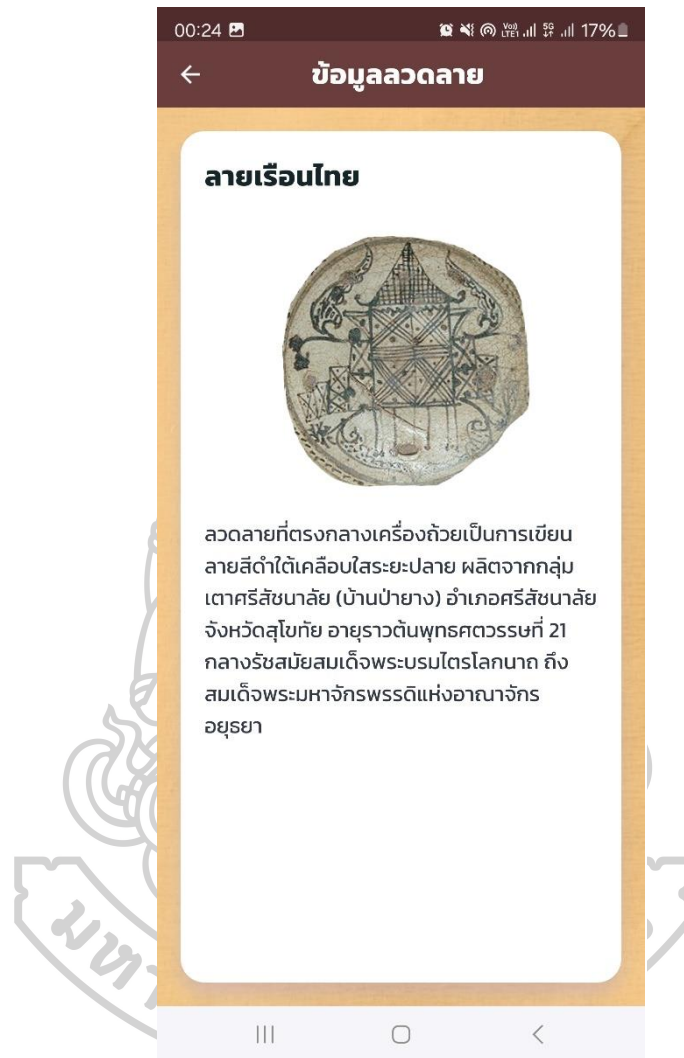 00:24
Vo)) LTE1 5G 17%
ข้อมูลลวดลาย
ลายเรือนไทย
ลวดลายที่ตรงกลางเครื่องถ้วยเป็นการเขียน
ลายสีดำใต้เคลือบใสระยะปลาย ผลิตจากกลุ่ม
เตาศรีสัชนาลัย (บ้านป่ายาง) อำเภอศรีสัชนาลัย
จังหวัดสุโขทัย อายุราวต้นพุทธศตวรรษที่ 21
กลางรัชสมัยสมเด็จพระบรมไตรโลกนาถ ถึง
สมเด็จพระมหาจักรพรรดิแห่งอาณาจักร
อยุธยา